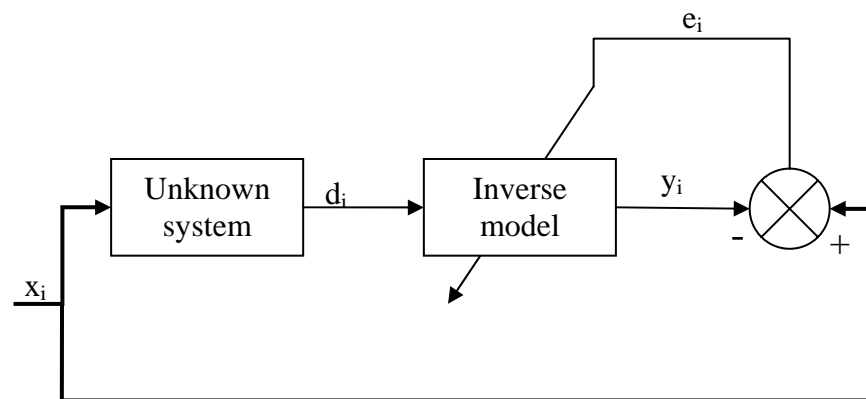 eᵢ
Unknown
system
dᵢ
Inverse
model
yᵢ
-
+
xᵢ